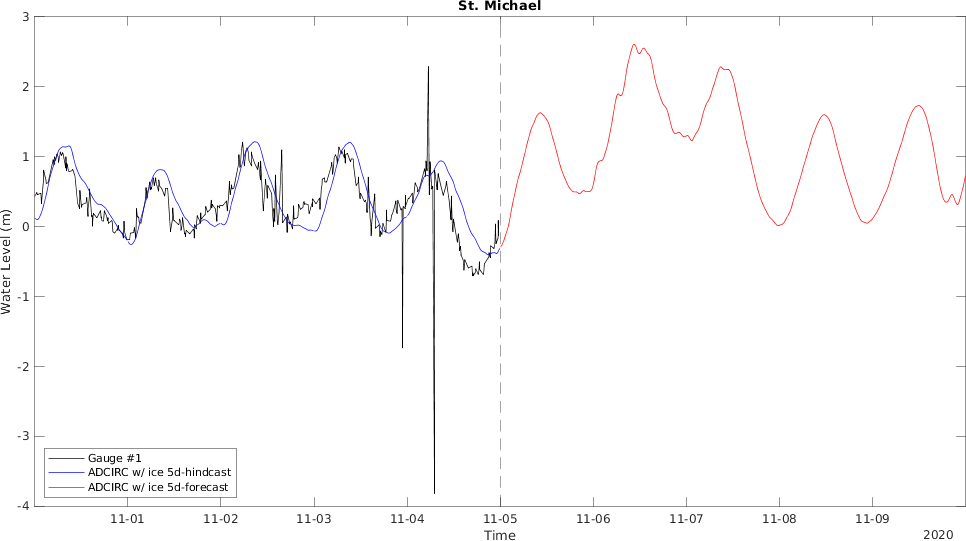 St. Michael
3
2
1
0
-1
-2
-3
-4
Water Level (m)
Gauge #1
ADCIRC w/ ice 5d-hindcast
ADCIRC w/ ice 5d-forecast
11-01 11-02 11-03 11-04 11-05 11-06 11-07 11-08 11-09
Time
2020